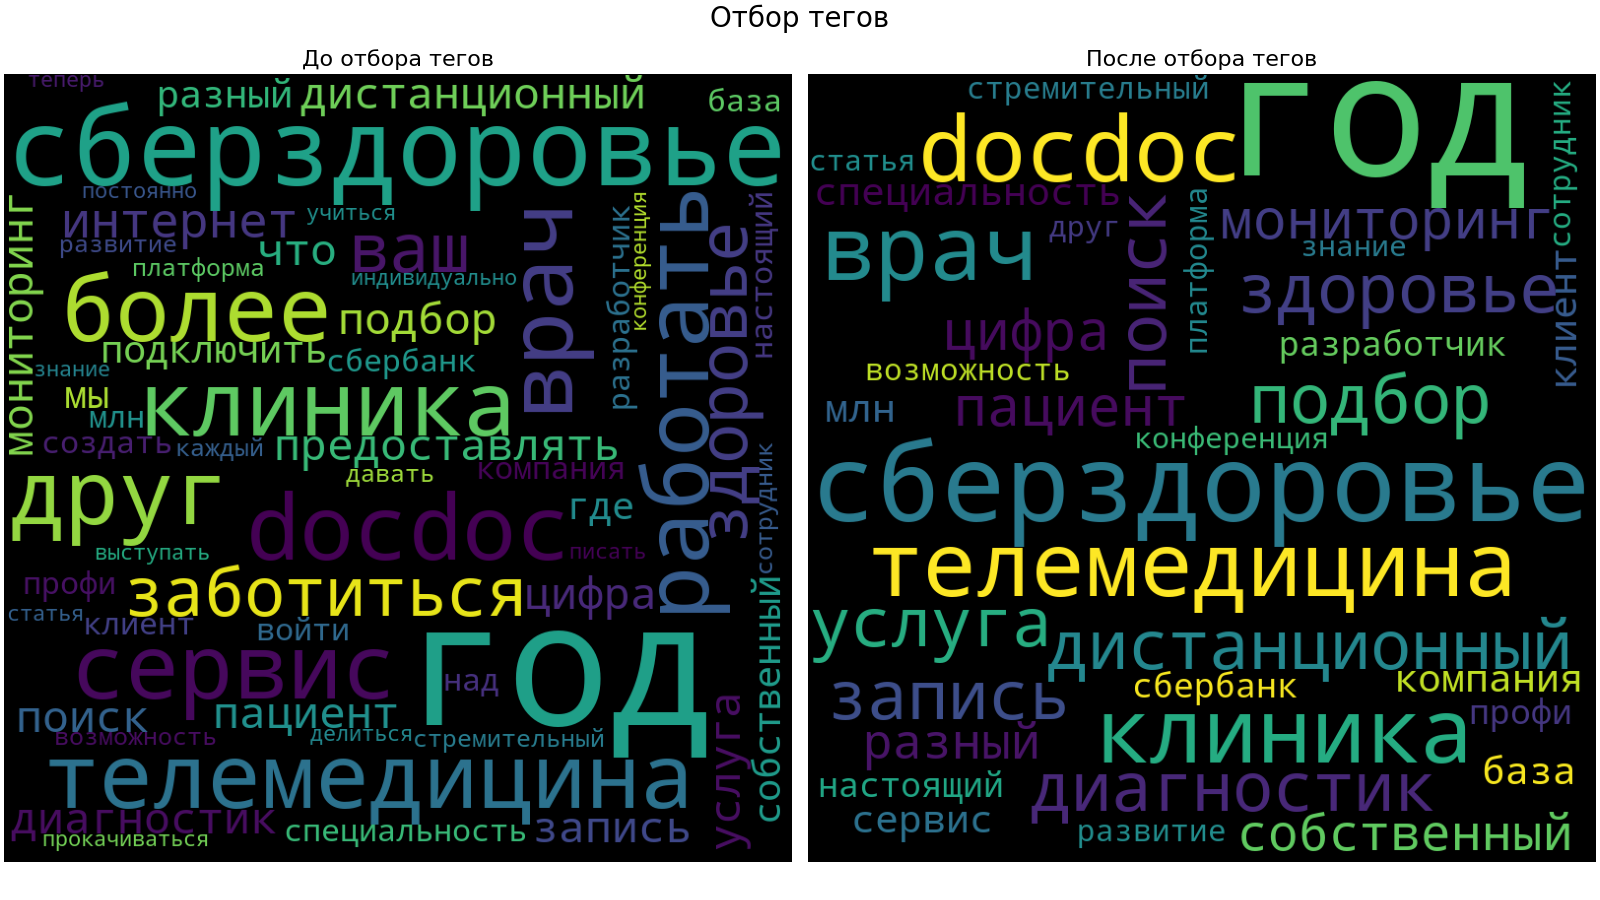 Отбор тегов
До отбора тегов
теперь
разный
дистанционный
база
сберздоровье
постоянно
интернет
учиться
развитие
что
ваш
платформа
индивидуально
мониторинг
более
подбор
врач
разработчик
конференция
работать
здоровье
настоящий
подключить
сбербанк
знание
мы
млн
клиника
создать
каждый
предоставлять
давать
компания
друг
docdoc
где
сотрудник
выступать
писать
профи
заботиться
цифра
статья
клиент
войти
сервис
год
над
собственный
поиск
пациент
возможность
делиться
стремительный
телемедицина
услуга
диагностик
прокачиваться
специальность
запись
После отбора тегов
стремительный
год
docdoc
статья
специальность
сотрудник
врач
друг
поиск
платформа
мониторинг
знание
здоровье
клиент
цифра
разработчик
возможность
млн
пациент
подбор
конференция
сберздоровье
телемедицина
услуга
дистанционный
запись
сбербанк
компания
разный
клиника
профи
настоящий
диагностик
база
сервис
развитие
собственный